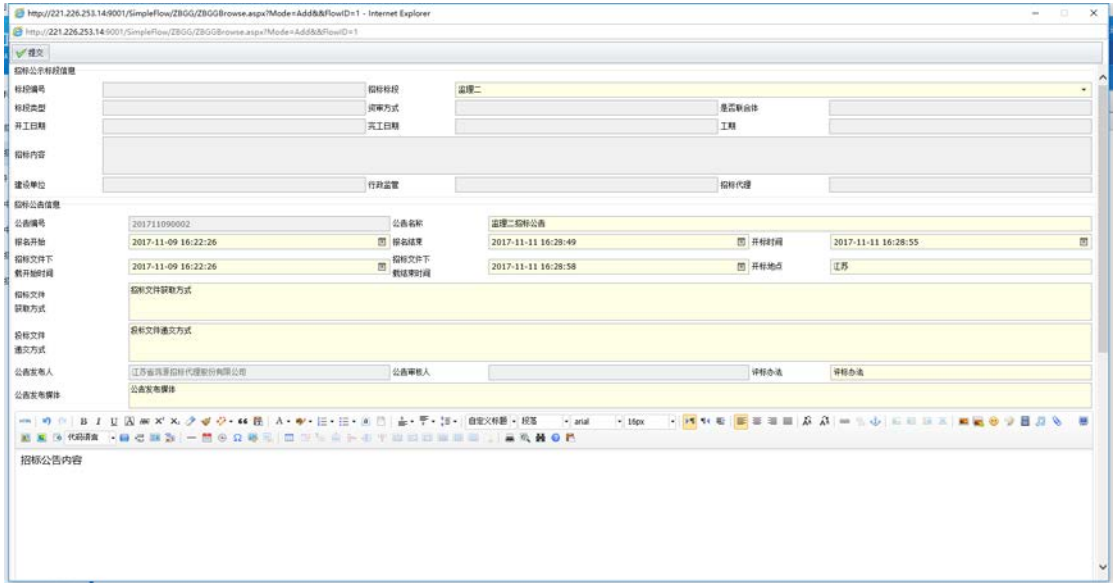 http://221.226.253.14:9001/SimpleFlow/ZBGG/ZBGGBrowse.aspx?Mode=Add&&FlowID=1 - Internet Explorer
http://221.226.253.14:9001/SimpleFlow/ZBGG/ZBGGBrowse.aspx?Mode=Add&&FlowID=1
提交
招标公示标段信息
标段编号 招标标段 监理二
标段类型 资审方式 是否联合体
开工日期 完工日期 工期
招标内容
建设单位 行政监管 招标代理
招标公告信息
公告编号 201711090002 公告名称 监理二招标公告
报名开始 2017-11-09 16:22:26 报名结束 2017-11-11 16:28:49 开标时间 2017-11-11 16:28:55
招标文件下 招标文件下
载开始时间 2017-11-09 16:22:26 载结束时间 2017-11-11 16:28:58 开标地点 江苏
招标文件 招标文件获取方式
获取方式
投标文件 投标文件递交方式
递交方式
公告发布人 江苏省鸿源招标代理股份有限公司 公告审核人 评标办法 评标办法
公告发布媒体 公告发布媒体
HTML B I U A ABC X² X₂ 自定义标题 段落 arial 16px
代码语言
招标公告内容